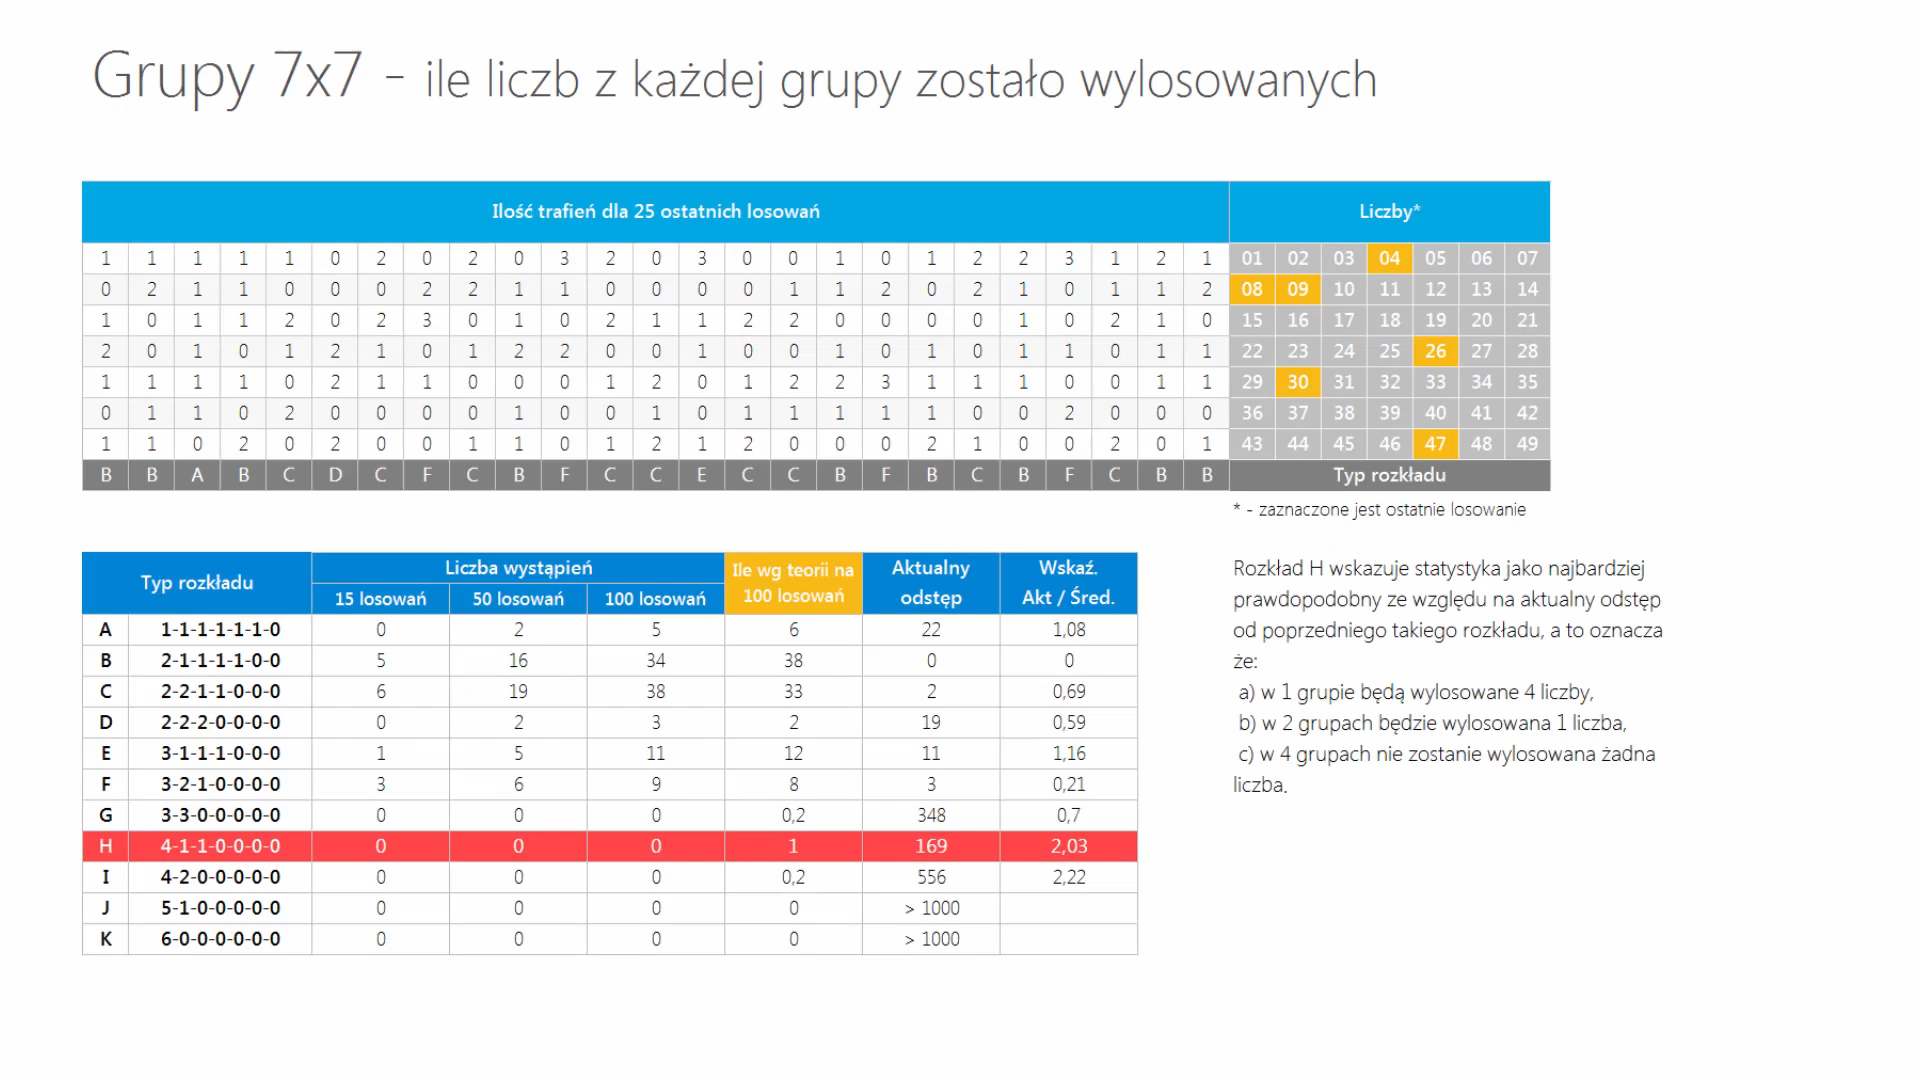 Grupy 7x7 - ile liczb z każdej grupy zostało wylosowanych
Ilość trafień dla 25 ostatnich losowań Liczby*
1 1 1 1 1 0 2 0 2 0 3 2 0 3 0 0 1 0 1 2 2 3 1 2 1 01 02 03 04 05 06 07
0 2 1 1 0 0 0 2 2 1 1 0 0 0 0 1 1 2 0 2 1 0 1 1 2 08 09 10 11 12 13 14
1 0 1 1 2 0 2 3 0 1 0 2 1 1 2 2 0 0 0 0 1 0 2 1 0 15 16 17 18 19 20 21
2 0 1 0 1 2 1 0 1 2 2 0 0 1 0 0 1 0 1 0 1 1 0 1 1 22 23 24 25 26 27 28
1 1 1 1 0 2 1 1 0 0 0 1 2 0 1 2 2 3 1 1 1 0 0 1 1 29 30 31 32 33 34 35
0 1 1 0 2 0 0 0 0 1 0 0 1 0 1 1 1 1 1 0 0 2 0 0 0 36 37 38 39 40 41 42
1 1 0 2 0 2 0 0 1 1 0 1 2 1 2 0 0 0 2 1 0 0 2 0 1 43 44 45 46 47 48 49
B B A B C D C F C B F C C E C C B F B C B F C B B Typ rozkładu
* - zaznaczone jest ostatnie losowanie
Typ rozkładu Liczba wystąpień Ile wg teorii na 100 losowań Aktualny odstęp Wskaź. Akt / Śred.
15 losowań 50 losowań 100 losowań
A 1-1-1-1-1-1-0 0 2 5 6 22 1,08
B 2-1-1-1-1-0-0 5 16 34 38 0 0
C 2-2-1-1-0-0-0 6 19 38 33 2 0,69
D 2-2-2-0-0-0-0 0 2 3 2 19 0,59
E 3-1-1-1-0-0-0 1 5 11 12 11 1,16
F 3-2-1-0-0-0-0 3 6 9 8 3 0,21
G 3-3-0-0-0-0-0 0 0 0 0,2 348 0,7
H 4-1-1-0-0-0-0 0 0 0 1 169 2,03
I 4-2-0-0-0-0-0 0 0 0 0,2 556 2,22
J 5-1-0-0-0-0-0 0 0 0 0 > 1000
K 6-0-0-0-0-0-0 0 0 0 0 > 1000
Rozkład H wskazuje statystyka jako najbardziej
prawdopodobny ze względu na aktualny odstęp
od poprzedniego takiego rozkładu, a to oznacza
że:
a) w 1 grupie będą wylosowane 4 liczby,
b) w 2 grupach będzie wylosowana 1 liczba,
c) w 4 grupach nie zostanie wylosowana żadna
liczba.